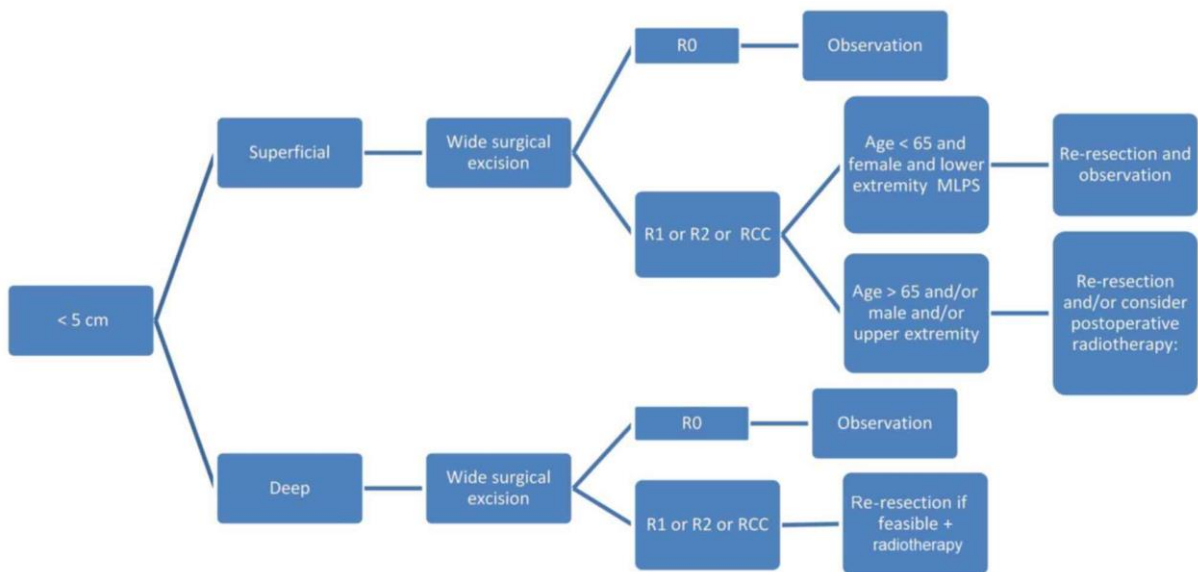 < 5 cm
Superficial
Wide surgical
excision
R0
Observation
R1 or R2 or RCC
Age < 65 and
female and lower
extremity MLPS
Re-resection and
observation
Age > 65 and/or
male and/or
upper extremity
Re-resection
and/or consider
postoperative
radiotherapy:
Deep
Wide surgical
excision
R0
Observation
R1 or R2 or RCC
Re-resection if
feasible +
radiotherapy